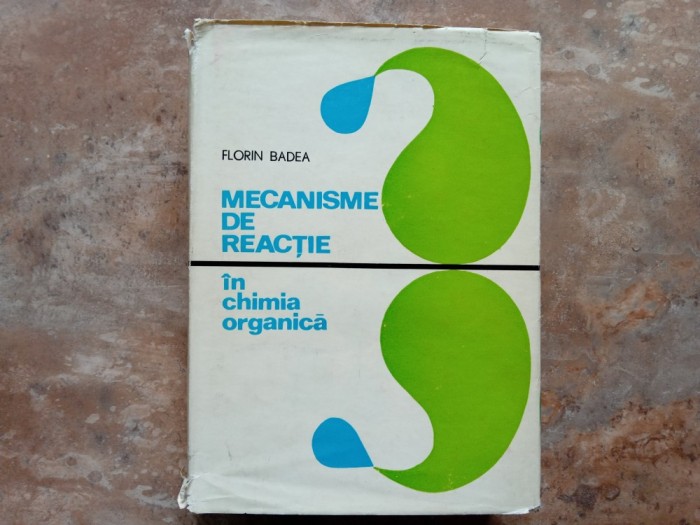 FLORIN BADEA
MECANISME
DE
REACȚIE
în
chimia
organică